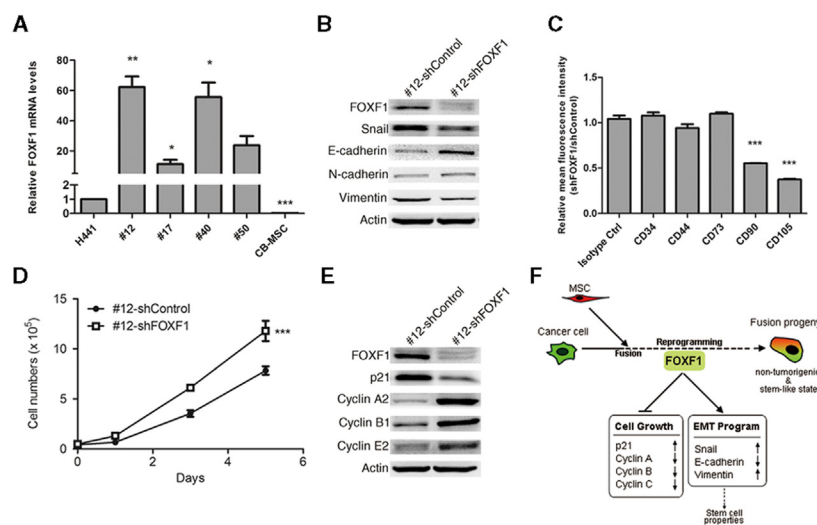 A
Relative FOXF1 mRNA levels
80
60
40
20
2
1
0
**
*
*
***
H441
#12
#17
#40
#50
CB-MSC
B
#12-shControl
#12-shFOXF1
FOXF1
Snail
E-cadherin
N-cadherin
Vimentin
Actin
C
Relative mean fluorescence intensity
(shFOXF1/shControl)
1.5
1.0
0.5
0.0
***
***
Isotype Ctrl
CD34
CD44
CD73
CD90
CD105
D
Cell numbers (x 10⁵)
15
10
5
0
#12-shControl
#12-shFOXF1
***
0
2
4
6
Days
E
#12-shControl
#12-shFOXF1
FOXF1
p21
Cyclin A2
Cyclin B1
Cyclin E2
Actin
F
MSC
Cancer cell
Fusion
Reprogramming
FOXF1
Fusion progeny
non-tumorigenic
&
stem-like state
Cell Growth
p21 ↑
Cyclin A ↓
Cyclin B ↓
Cyclin C ↓
EMT Program
Snail ↑
E-cadherin ↓
Vimentin ↑
Stem cell
properties